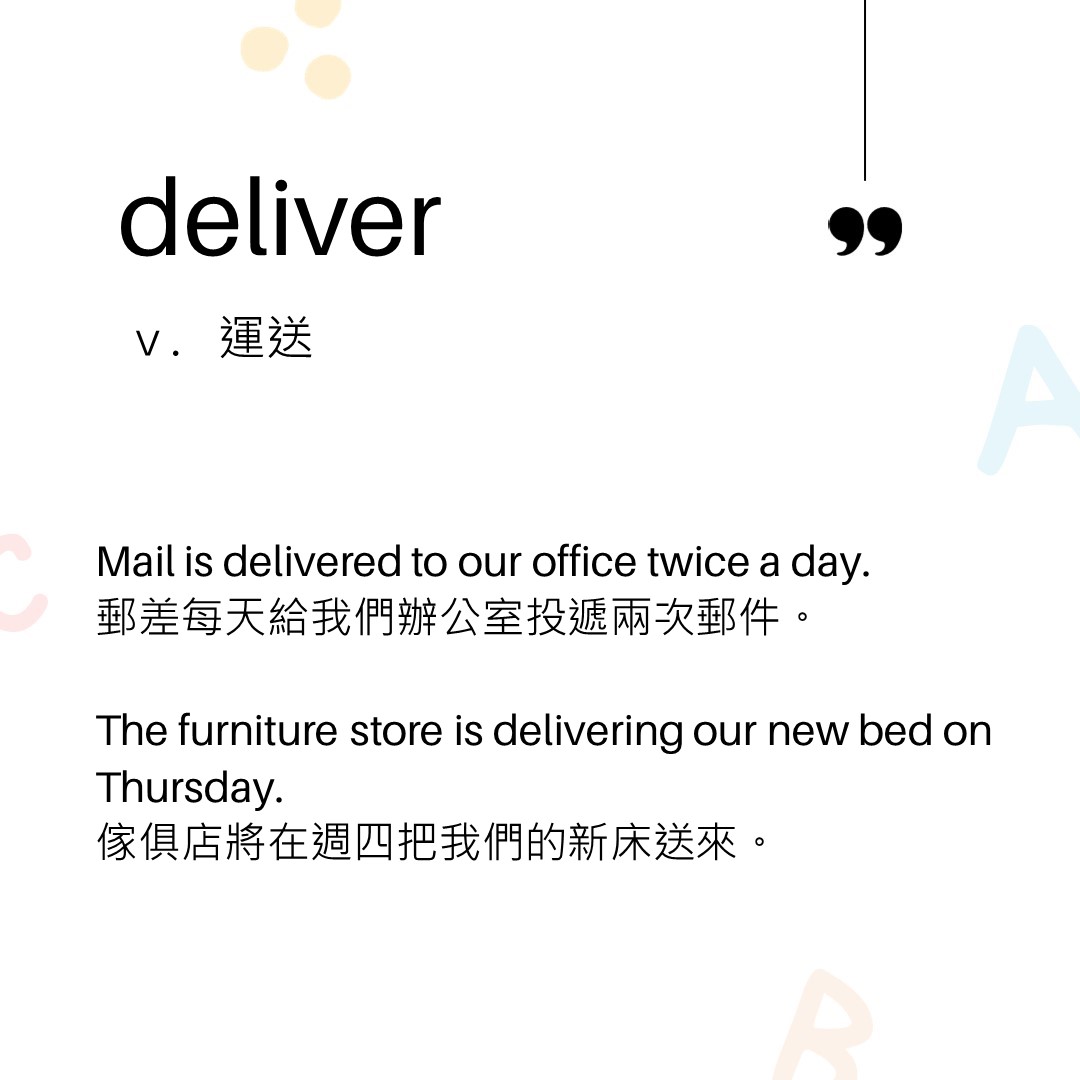 deliver
”
v. 運送
A
C
Mail is delivered to our office twice a day.
郵差每天給我們辦公室投遞兩次郵件。
The furniture store is delivering our new bed on
Thursday.
傢俱店將在週四把我們的新床送來。
B